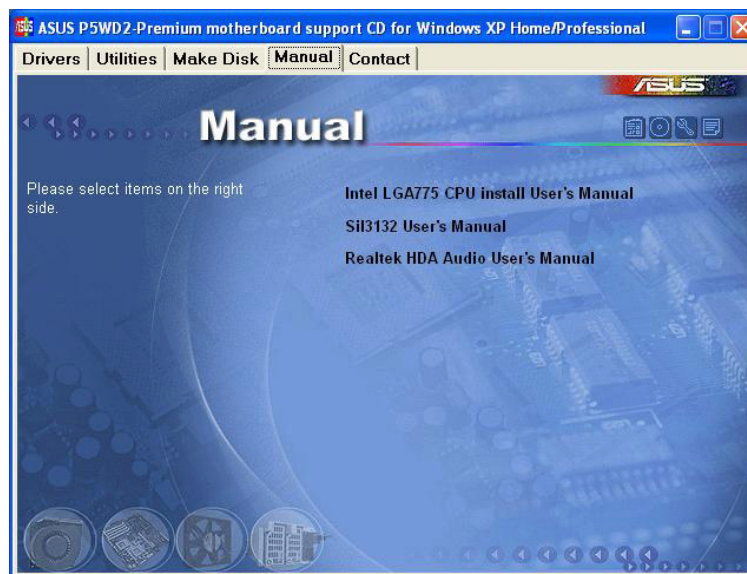 ASUS P5WD2-Premium motherboard support CD for Windows XP Home/Professional
Drivers Utilities Make Disk Manual Contact
ASUS
Manual
Please select items on the right
side.
Intel LGA775 CPU install User's Manual
SiI3132 User's Manual
Realtek HDA Audio User's Manual